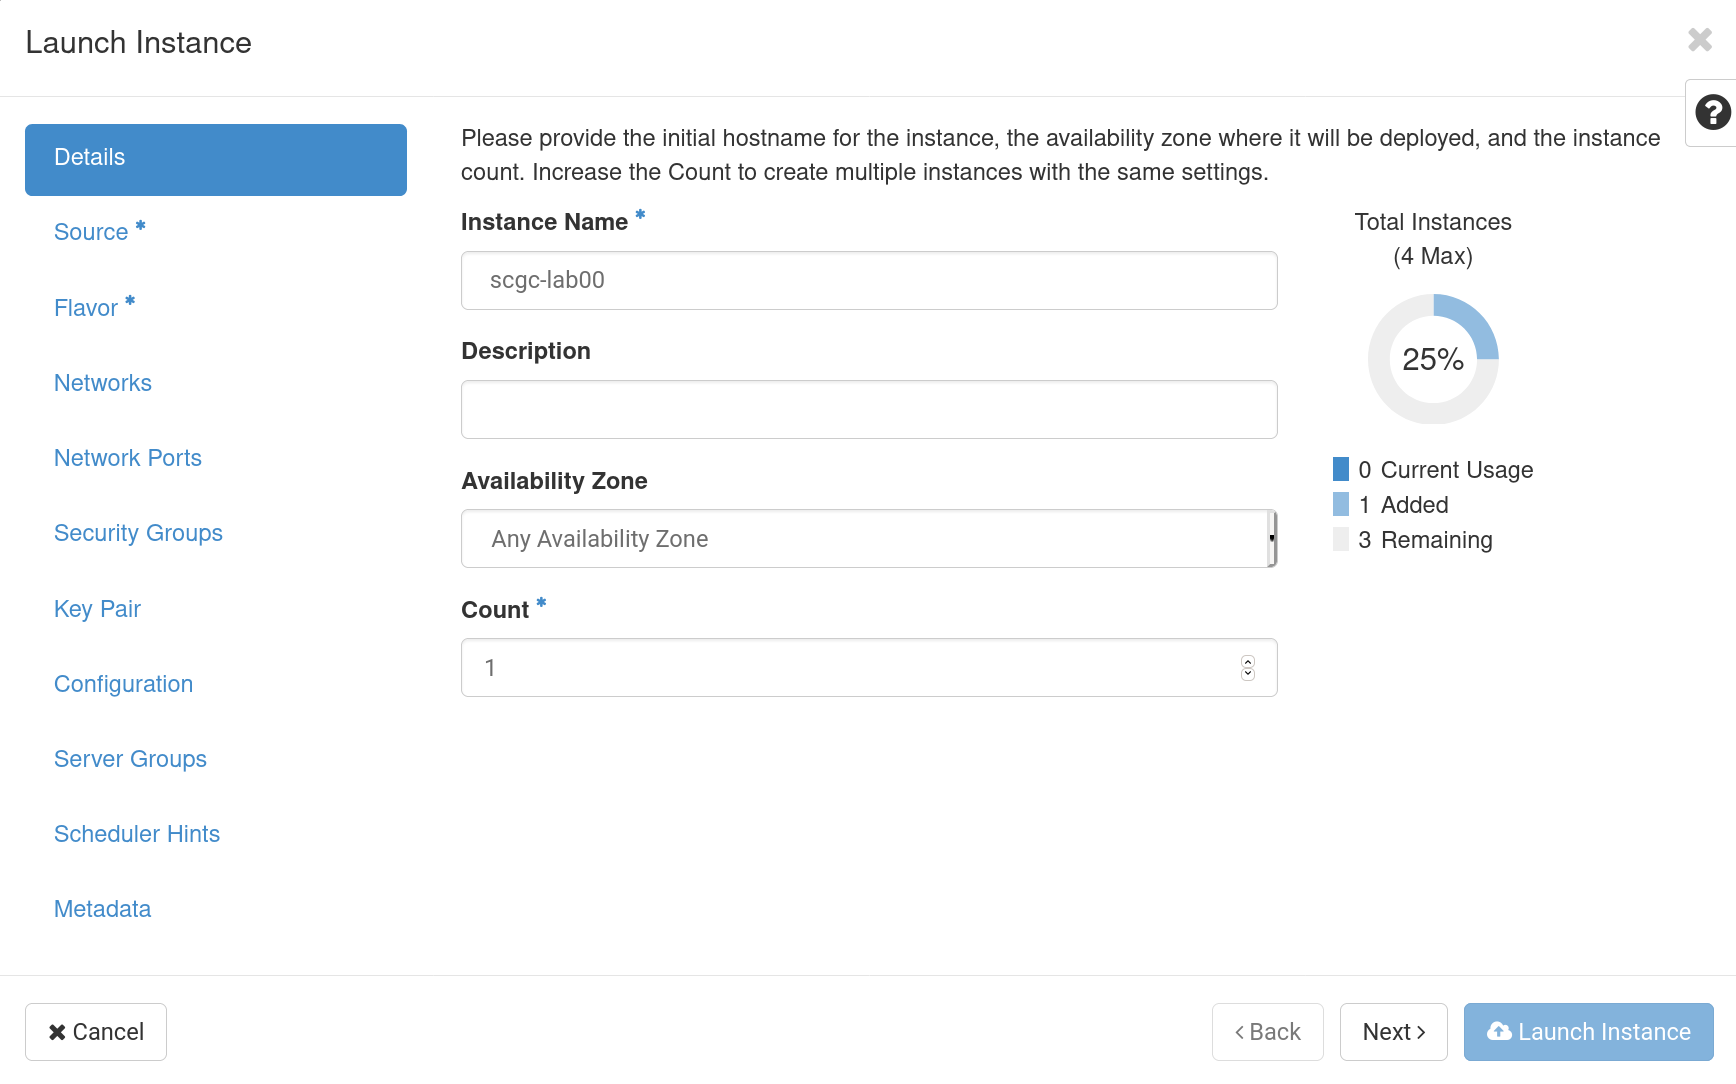 Launch Instance
Details
Source *
Flavor *
Networks
Network Ports
Security Groups
Key Pair
Configuration
Server Groups
Scheduler Hints
Metadata
Please provide the initial hostname for the instance, the availability zone where it will be deployed, and the instance
count. Increase the Count to create multiple instances with the same settings.
Instance Name *
scgc-lab00
Description
Availability Zone
Any Availability Zone
Count *
1
Total Instances
(4 Max)
25%
0 Current Usage
1 Added
3 Remaining
Cancel
Back
Next
Launch Instance